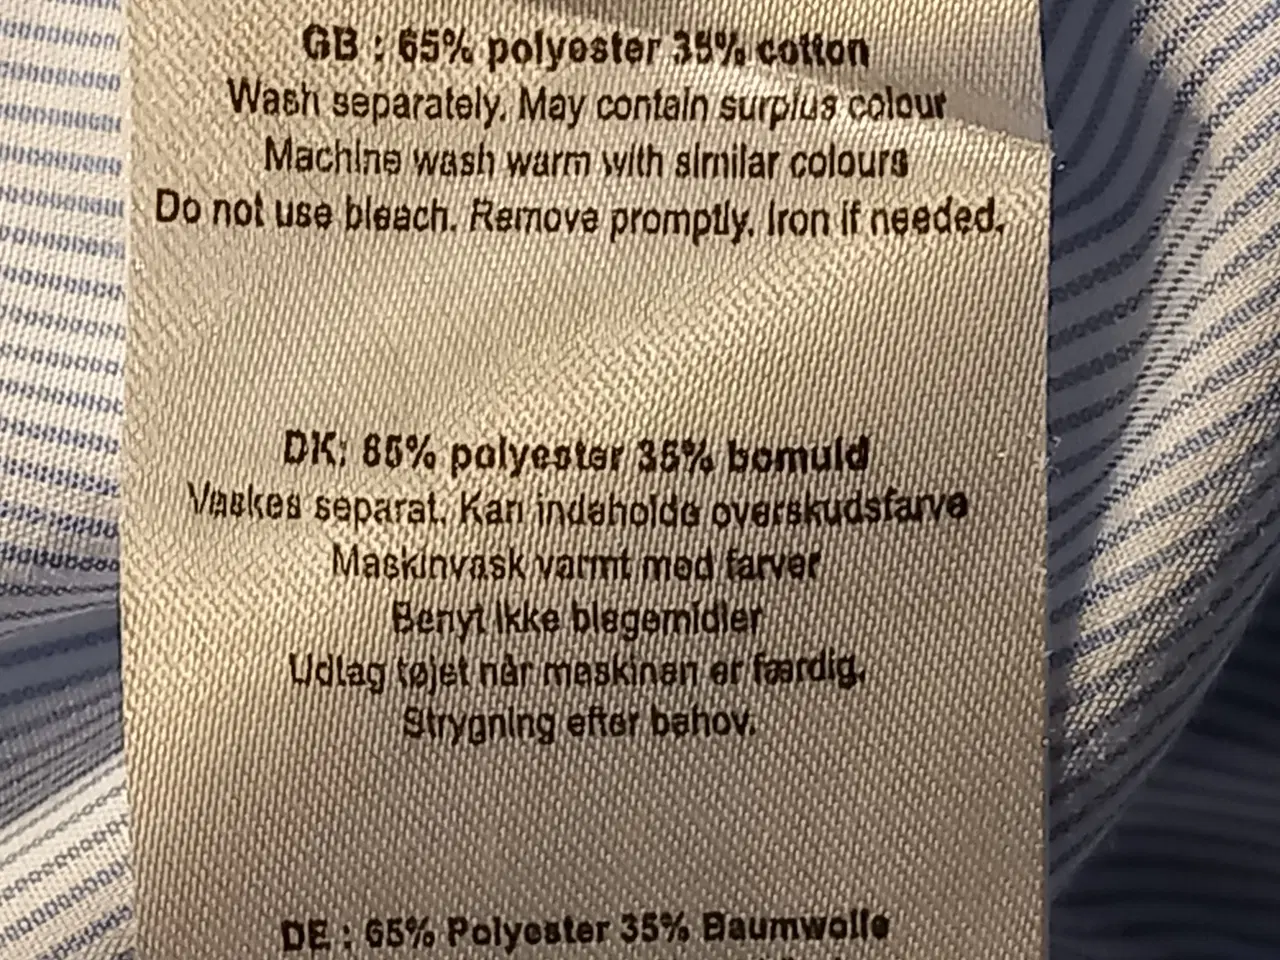 GB : 65% polyester 35% cotton
Wash separately. May contain surplus colour
Machine wash warm with similar colours
Do not use bleach. Remove promptly. Iron if needed.
DK: 65% polyester 35% bomuld
Vaskes separat. Kan indeholde overskudsfarve
Maskinvask varmt med farver
Benyt ikke blegemidler
Udtag tøjet når maskinen er færdig.
Strygning efter behov.
DE : 65% Polyester 35% Baumwolle